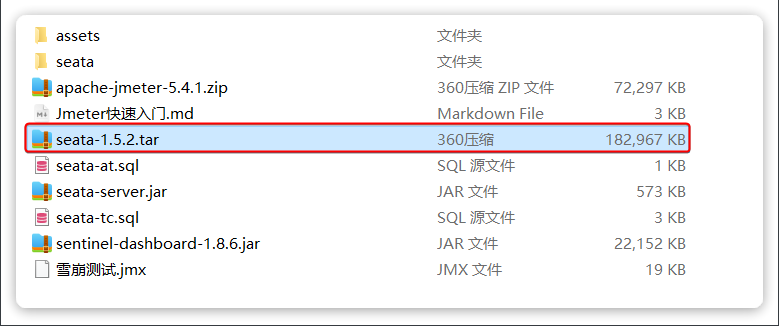 assets 文件夹
seata 文件夹
apache-jmeter-5.4.1.zip 360压缩 ZIP 文件 72,297 KB
Jmeter快速入门.md Markdown File 3 KB
seata-1.5.2.tar 360压缩 182,967 KB
seata-at.sql SQL 源文件 1 KB
seata-server.jar JAR 文件 573 KB
seata-tc.sql SQL 源文件 3 KB
sentinel-dashboard-1.8.6.jar JAR 文件 22,152 KB
雪崩测试.jmx JMX 文件 19 KB